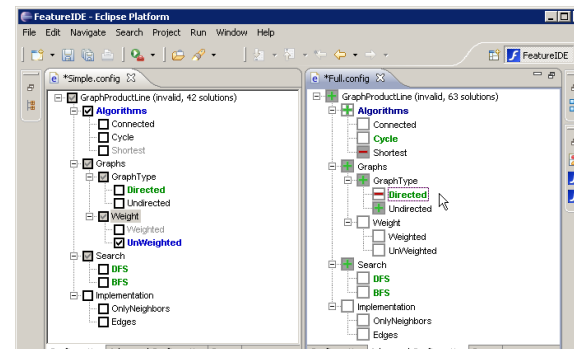 FeatureIDE - Eclipse Platform
File Edit Navigate Search Project Run Window Help
FeatureIDE
*Simple.config
GraphProductLine (invalid, 42 solutions)
Algorithms
Connected
Cycle
Shortest
Graphs
GraphType
Directed
Undirected
Weight
Weighted
UnWeighted
Search
DFS
BFS
Implementation
OnlyNeighbors
Edges
*Full.config
GraphProductLine (invalid, 63 solutions)
Algorithms
Connected
Cycle
Shortest
Graphs
GraphType
Directed
Undirected
Weight
Weighted
UnWeighted
Search
DFS
BFS
Implementation
OnlyNeighbors
Edges